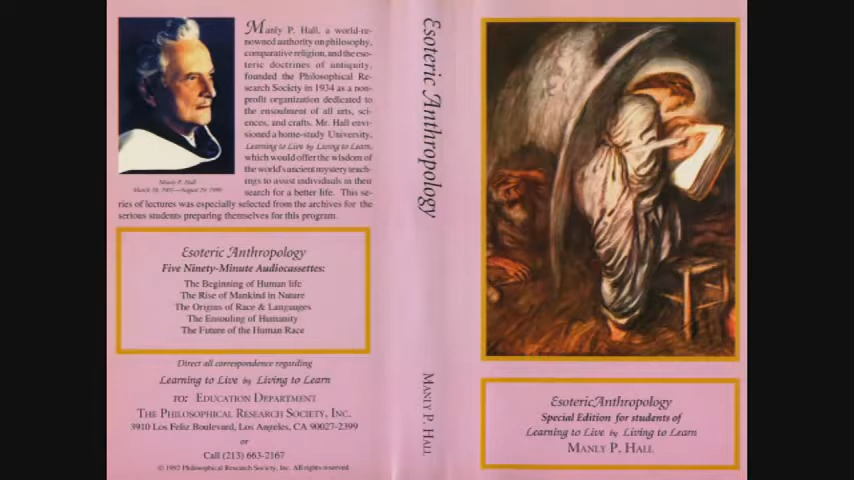 Manly P. Hall, a world-re-
nowned authority on philosophy,
comparative religion, and the eso-
teric doctrines of antiquity,
founded the Philosophical Re-
search Society in 1934 as a non-
profit organization dedicated to
the ensoulment of all arts, sci-
ences, and crafts. Mr. Hall envi-
sioned a home-study University,
Learning to Live by Living to Learn,
which would offer the wisdom of
the world's ancient mystery teach-
ings to assist individuals in their
search for a better life. This se-
ries of lectures was especially selected from the archives for the
serious students preparing themselves for this program.
Manly P. Hall
March 18, 1901—August 29, 1990
Esoteric Anthropology
Five Ninety-Minute Audiocassettes:
The Beginning of Human life
The Rise of Mankind in Nature
The Origins of Race & Languages
The Ensouling of Humanity
The Future of the Human Race
Direct all correspondence regarding
Learning to Live by Living to Learn
TO: EDUCATION DEPARTMENT
THE PHILOSOPHICAL RESEARCH SOCIETY, INC.
3910 Los Feliz Boulevard, Los Angeles, CA 90027-2399
or
Call (213) 663-2167
© 1992 Philosophical Research Society, Inc. All rights reserved.
Esoteric Anthropology
MANLY P. HALL
Esoteric Anthropology
Special Edition for students of
Learning to Live by Living to Learn
MANLY P. HALL